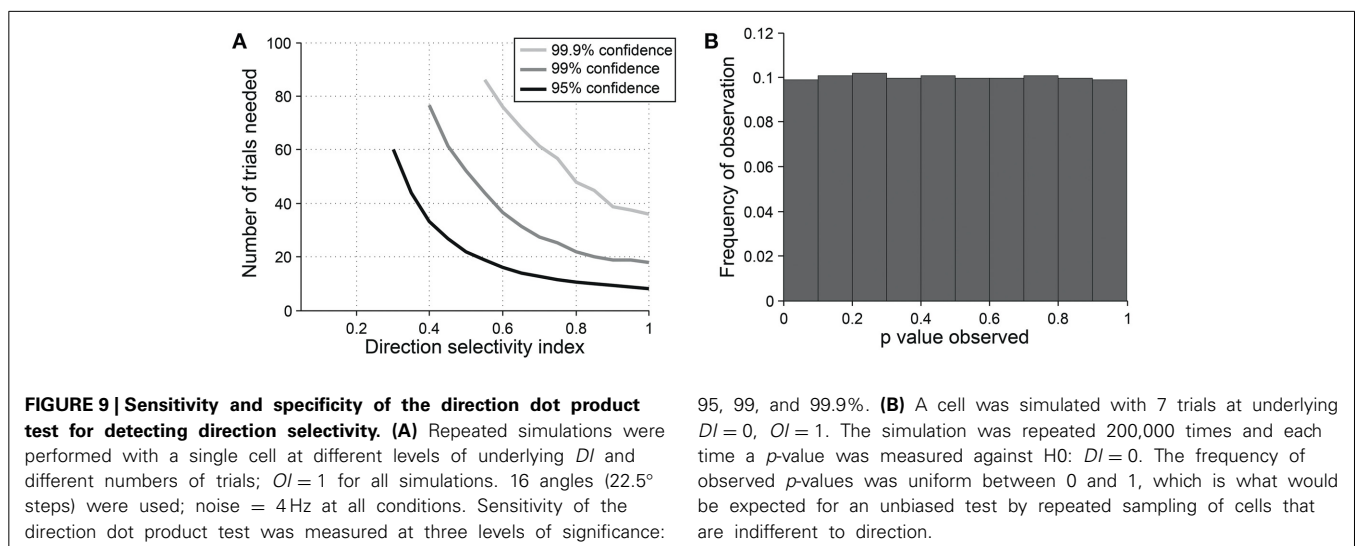 A
100
80
60
40
20
0
Number of trials needed
99.9% confidence
99% confidence
95% confidence
0.2
0.4
0.6
0.8
1
Direction selectivity index
B
0.12
0.1
0.08
0.06
0.04
0.02
0
Frequency of observation
0
0.2
0.4
0.6
0.8
1
p value observed
FIGURE 9 | Sensitivity and specificity of the direction dot product
test for detecting direction selectivity. (A) Repeated simulations were
performed with a single cell at different levels of underlying DI and
different numbers of trials; OI = 1 for all simulations. 16 angles (22.5°
steps) were used; noise = 4 Hz at all conditions. Sensitivity of the
direction dot product test was measured at three levels of significance:
95, 99, and 99.9%. (B) A cell was simulated with 7 trials at underlying
DI = 0, OI = 1. The simulation was repeated 200,000 times and each
time a p-value was measured against H0: DI = 0. The frequency of
observed p-values was uniform between 0 and 1, which is what would
be expected for an unbiased test by repeated sampling of cells that
are indifferent to direction.